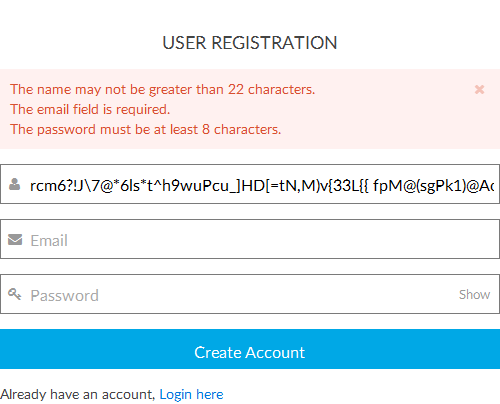 USER REGISTRATION
The name may not be greater than 22 characters.
The email field is required.
The password must be at least 8 characters.
rcm6?!J\7@*6ls*t^h9wuPcu_]HD[=tN,M)v{33L{{ fpM@(sgPk1)@Ac
Email
Password
Show
Create Account
Already have an account, Login here